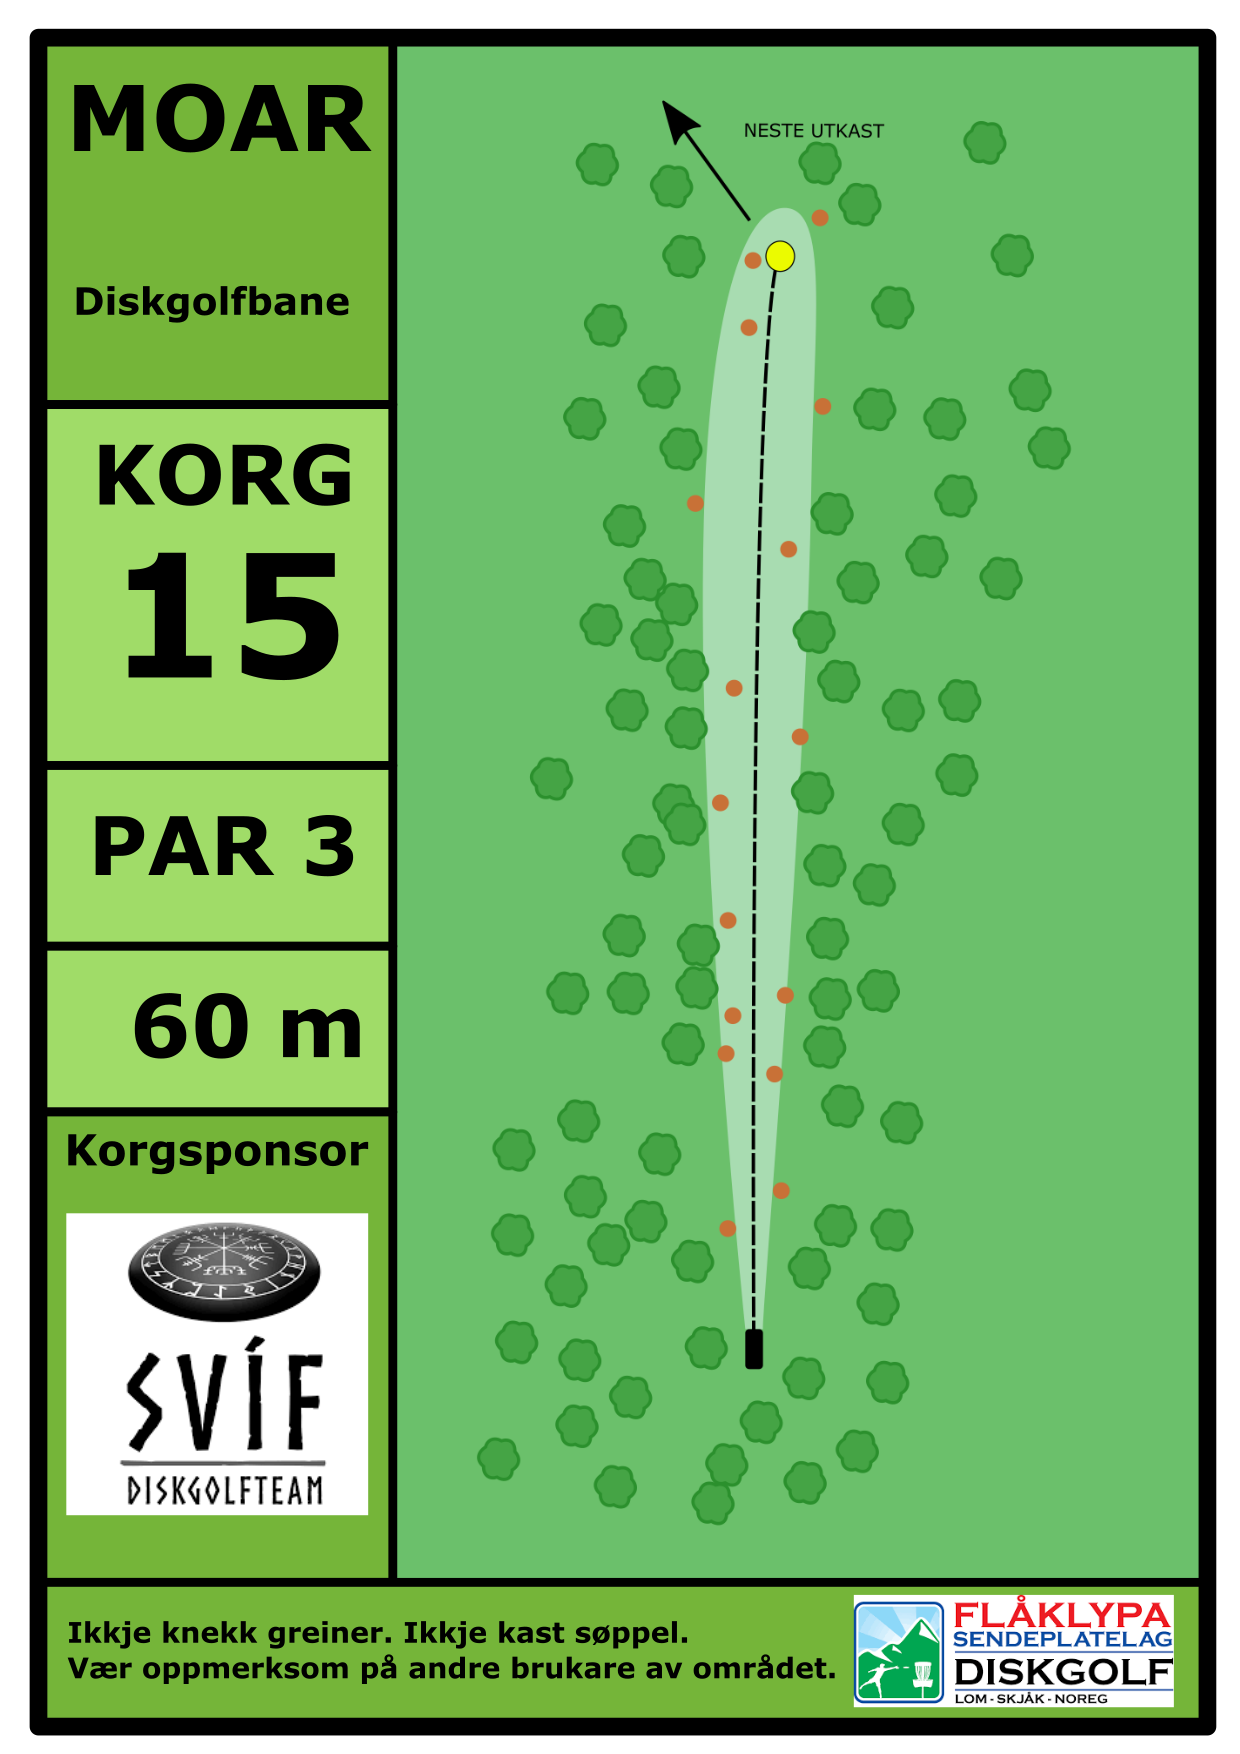 MOAR
Diskgolfbane
KORG
15
PAR 3
60 m
Korgsponsor
SVÍF
DISKGOLFTEAM
NESTE UTKAST
Ikkje knekk greiner. Ikkje kast søppel.
Vær oppmerksom på andre brukare av området.
FLÅKLYPA
SENDEPLATELAG
DISKGOLF
LOM - SKJÅK - NOREG